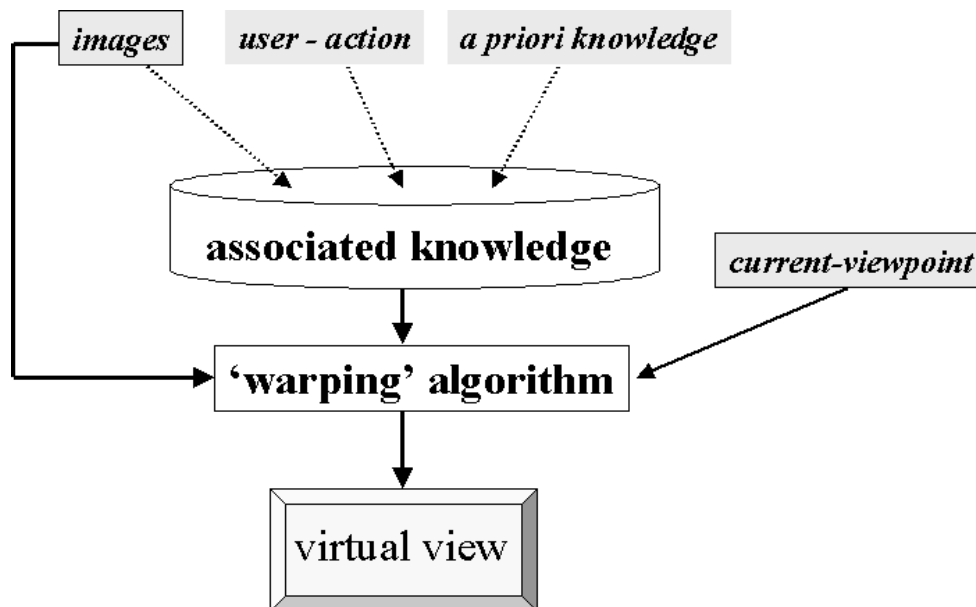 images
user - action
a priori knowledge
associated knowledge
current-viewpoint
‘warping’ algorithm
virtual view